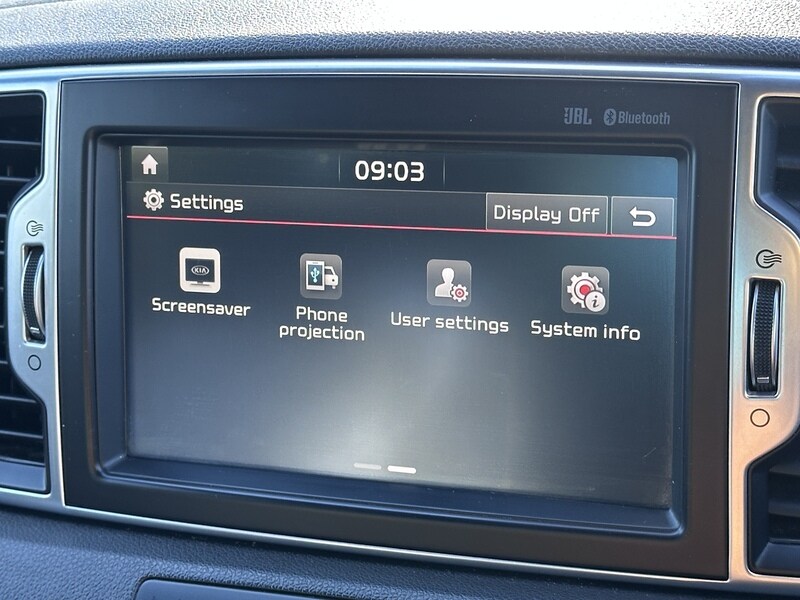 JBL Bluetooth
09:03
Settings
Display Off
KIA
Screensaver
Phone
projection
User settings
System info